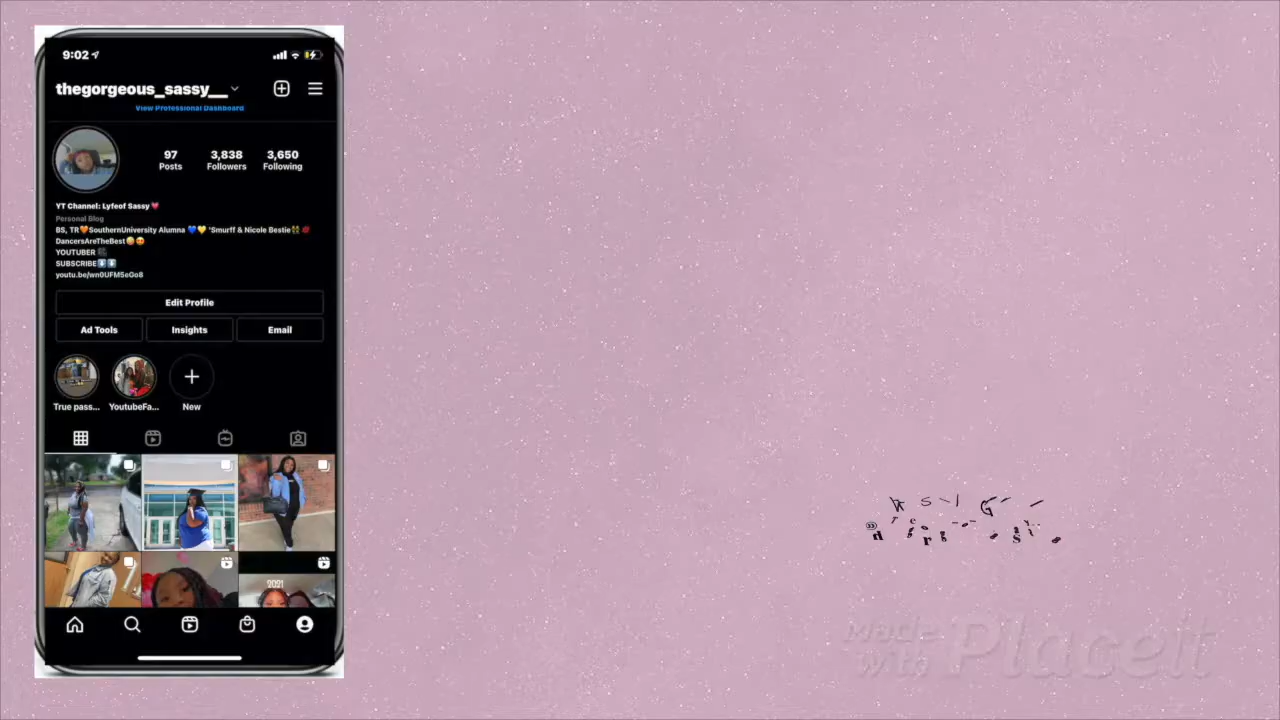 9:02
thegorgeous_sassy__
View Professional Dashboard
97 3,838 3,650
Posts Followers Following
YT Channel: Lyfeof Sassy💗
Personal Blog
BS, TR🧡SouthernUniversity Alumna 💙💛 'Smurff & Nicole Bestie👯
DancersAreTheBest
YOUTUBER
SUBSCRIBE⬇️⬇️
youtu.be/wn0UFM5eGo8
Edit Profile
Ad Tools Insights Email
True pass... YoutubeFa... New
2021
Made
with Placeit